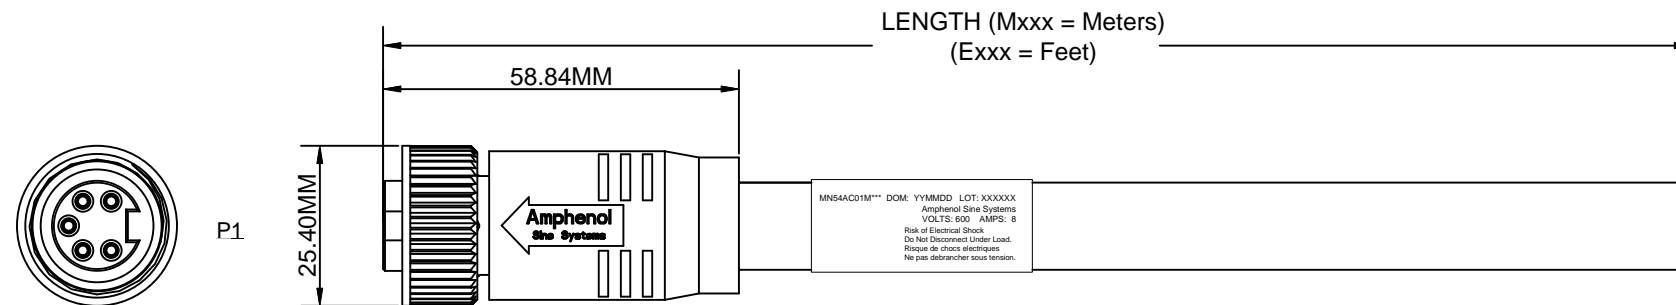 LENGTH (Mxxx = Meters)
(Exxx = Feet)
58.84MM
P1
25.40MM
Amphenol
Sine Systems
MN54AC01M*** DOM: YYMMDD LOT: XXXXXX
Amphenol Sine Systems
VOLTS: 600 AMPS: 8
Risk of Electrical Shock
Do Not Disconnect Under Load.
Risque de chocs electriques
Ne pas debrancher sous tension.